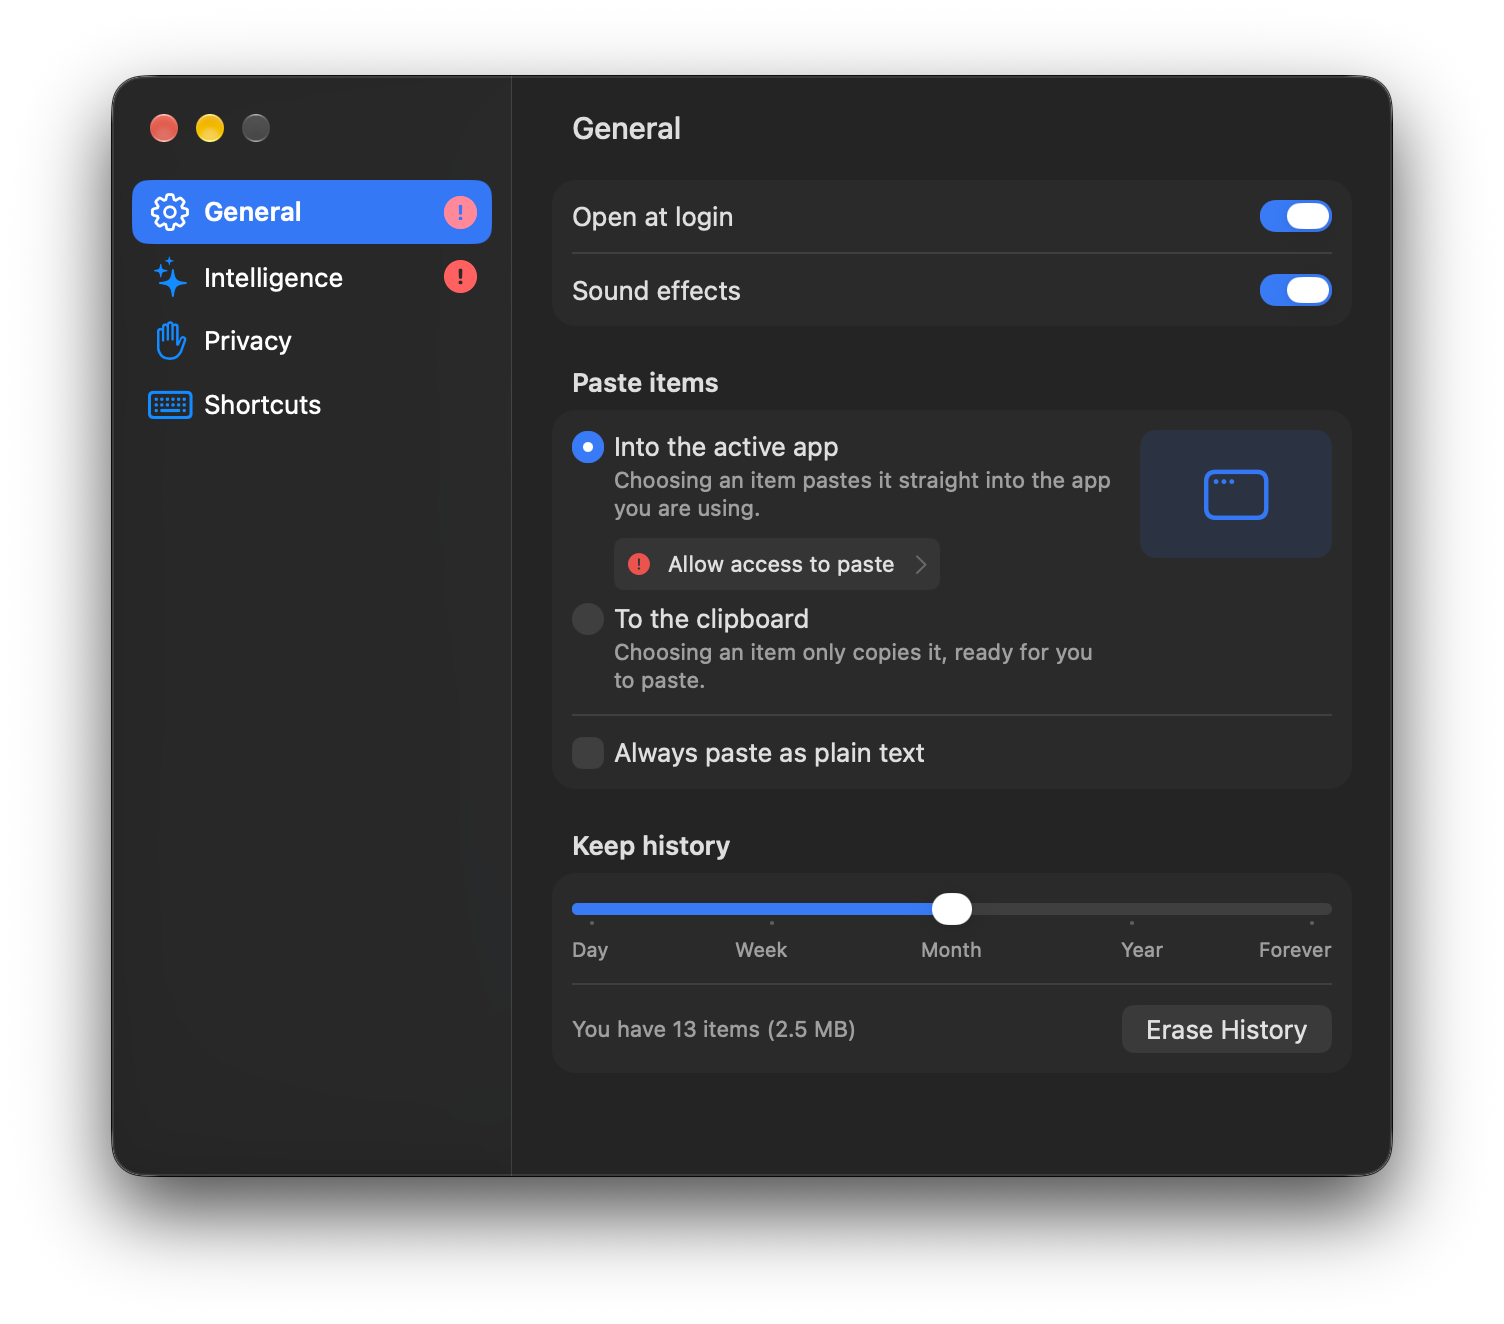 General
Intelligence
Privacy
Shortcuts
General
Open at login
Sound effects
Paste items
Into the active app
Choosing an item pastes it straight into the app
you are using.
Allow access to paste
To the clipboard
Choosing an item only copies it, ready for you
to paste.
Always paste as plain text
Keep history
Day Week Month Year Forever
You have 13 items (2.5 MB)
Erase History